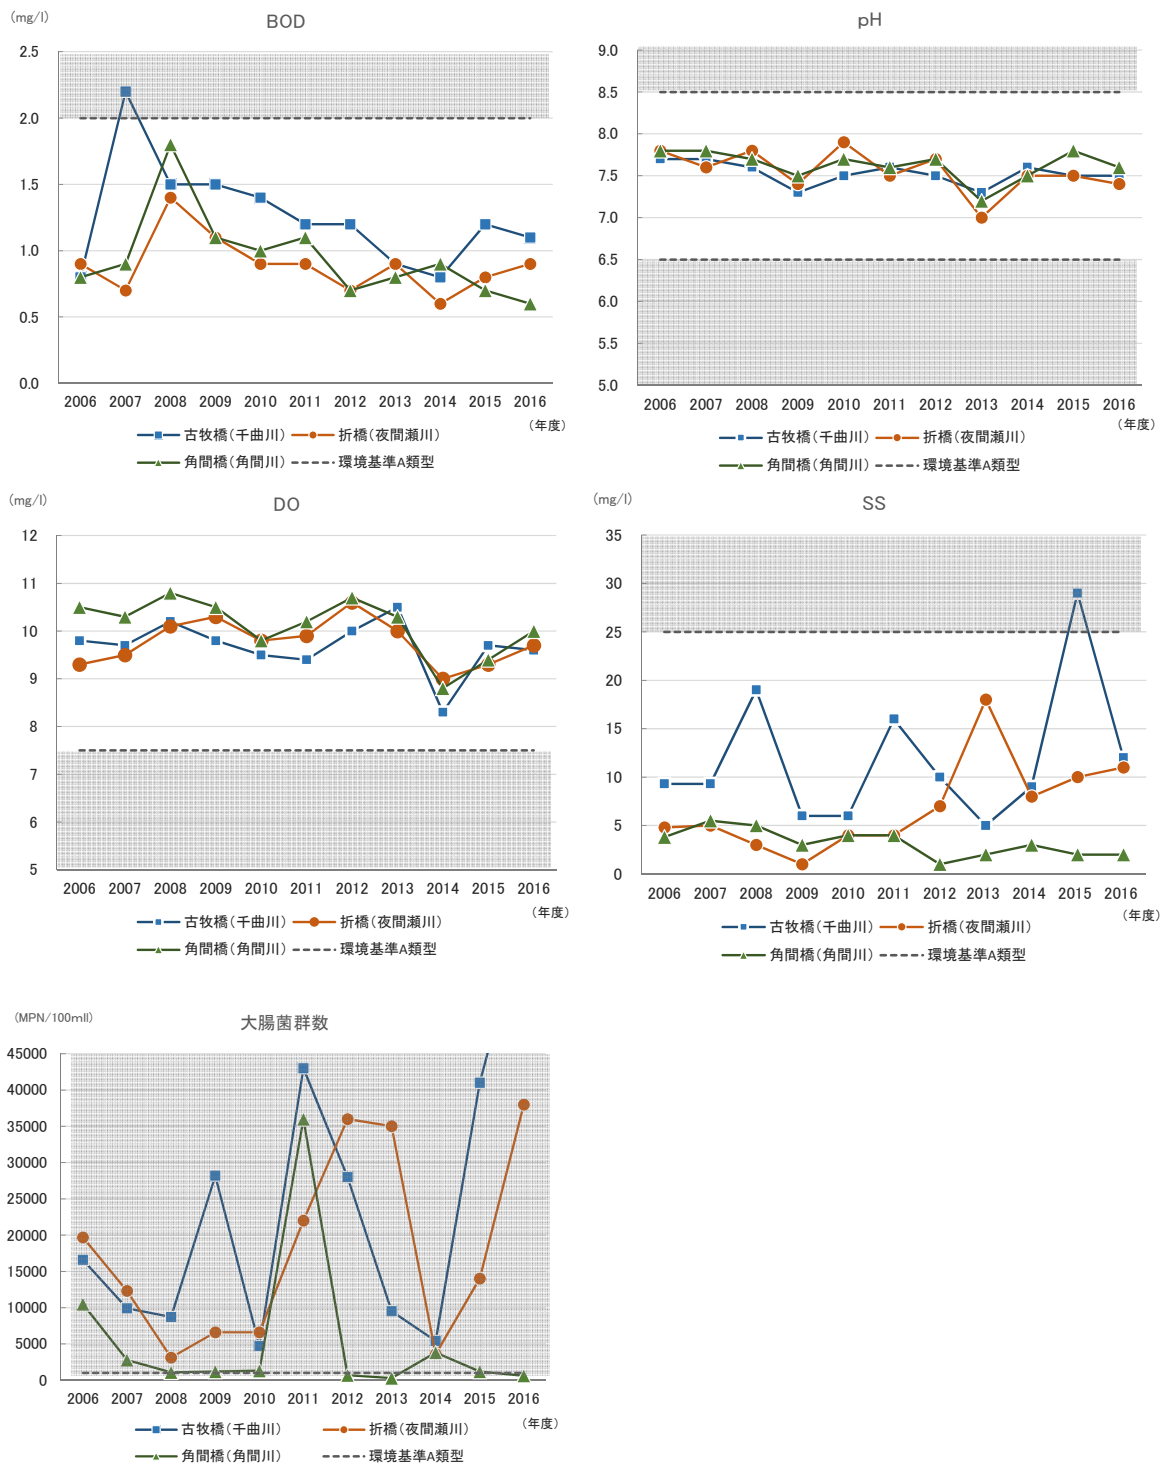 (mg/l)
BOD
2.5
2.0
1.5
1.0
0.5
0.0
2006 2007 2008 2009 2010 2011 2012 2013 2014 2015 2016
（年度）
古牧橋（千曲川） 折橋（夜間瀬川）
角間橋（角間川） 環境基準A類型
pH
9.0
8.5
8.0
7.5
7.0
6.5
6.0
5.5
5.0
2006 2007 2008 2009 2010 2011 2012 2013 2014 2015 2016
（年度）
古牧橋（千曲川） 折橋（夜間瀬川）
角間橋（角間川） 環境基準A類型
(mg/l)
DO
12
11
10
9
8
7
6
5
2006 2007 2008 2009 2010 2011 2012 2013 2014 2015 2016
（年度）
古牧橋（千曲川） 折橋（夜間瀬川）
角間橋（角間川） 環境基準A類型
(mg/l)
SS
35
30
25
20
15
10
5
0
2006 2007 2008 2009 2010 2011 2012 2013 2014 2015 2016
（年度）
古牧橋（千曲川） 折橋（夜間瀬川）
角間橋（角間川） 環境基準A類型
(MPN/100mll)
大腸菌群数
45000
40000
35000
30000
25000
20000
15000
10000
5000
0
2006 2007 2008 2009 2010 2011 2012 2013 2014 2015 2016
（年度）
古牧橋（千曲川） 折橋（夜間瀬川）
角間橋（角間川） 環境基準A類型